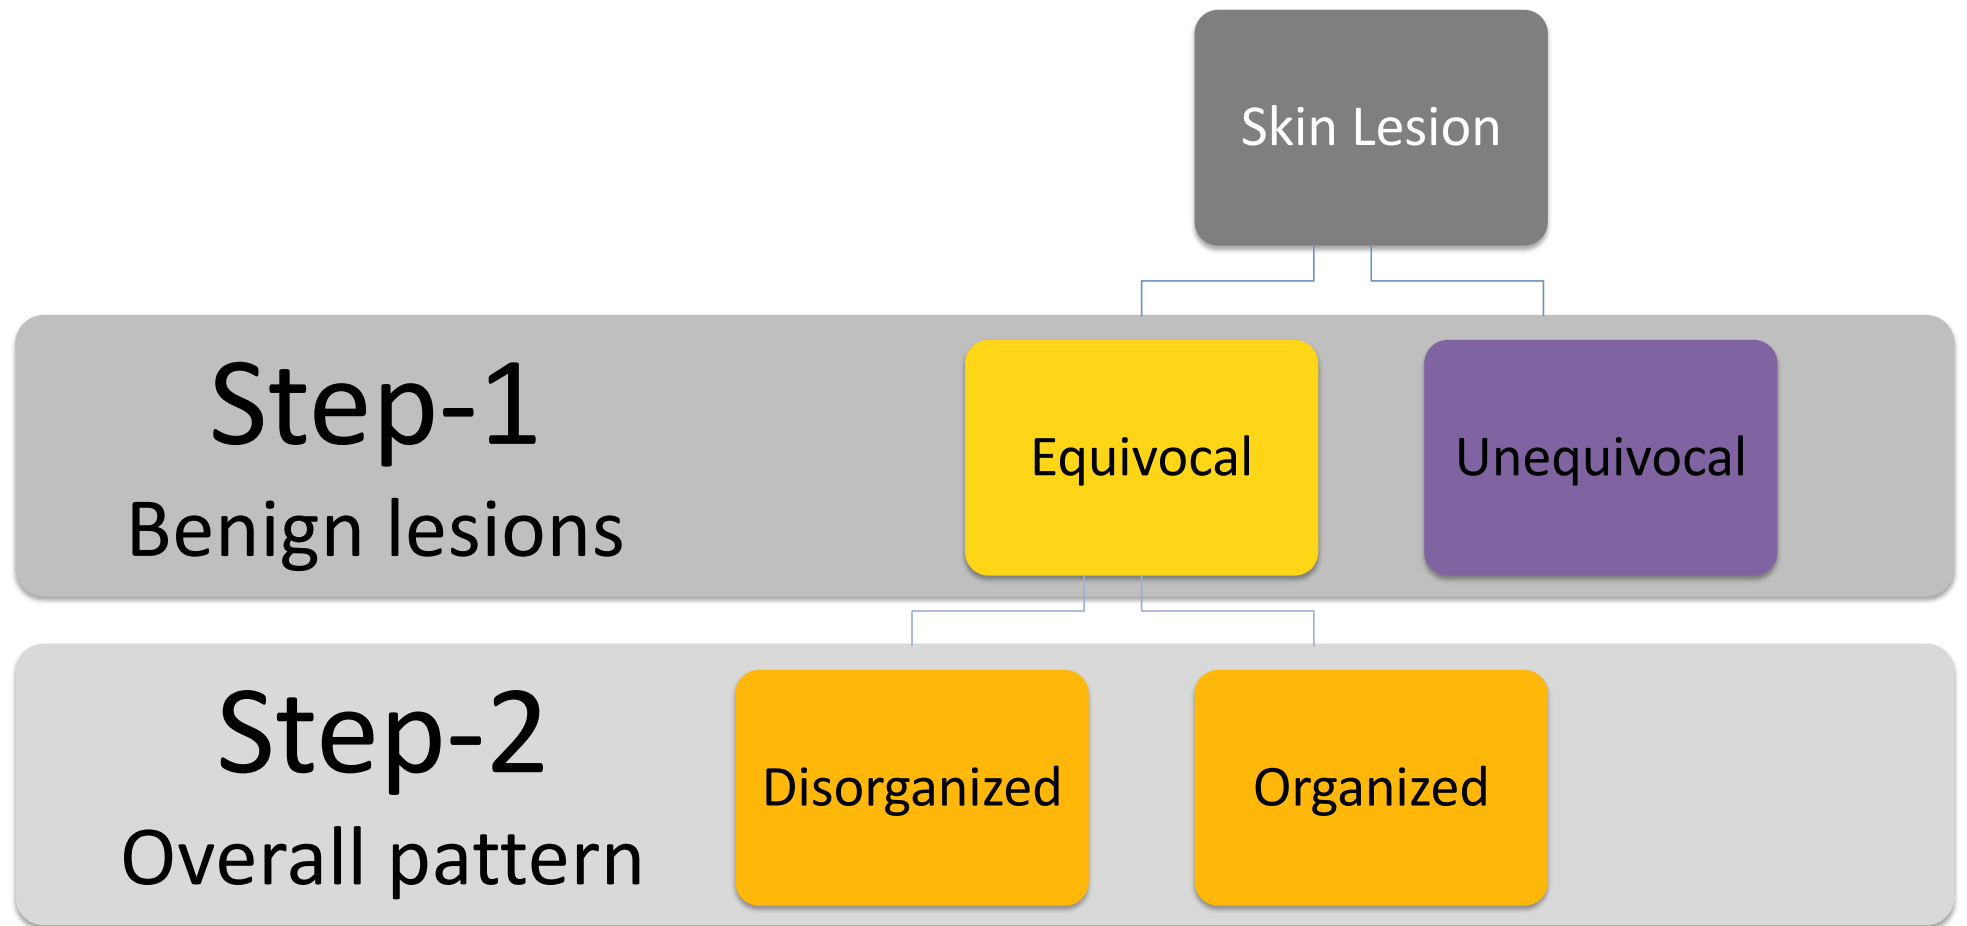 Skin Lesion
Step-1
Benign lesions
Equivocal
Unequivocal
Step-2
Overall pattern
Disorganized
Organized